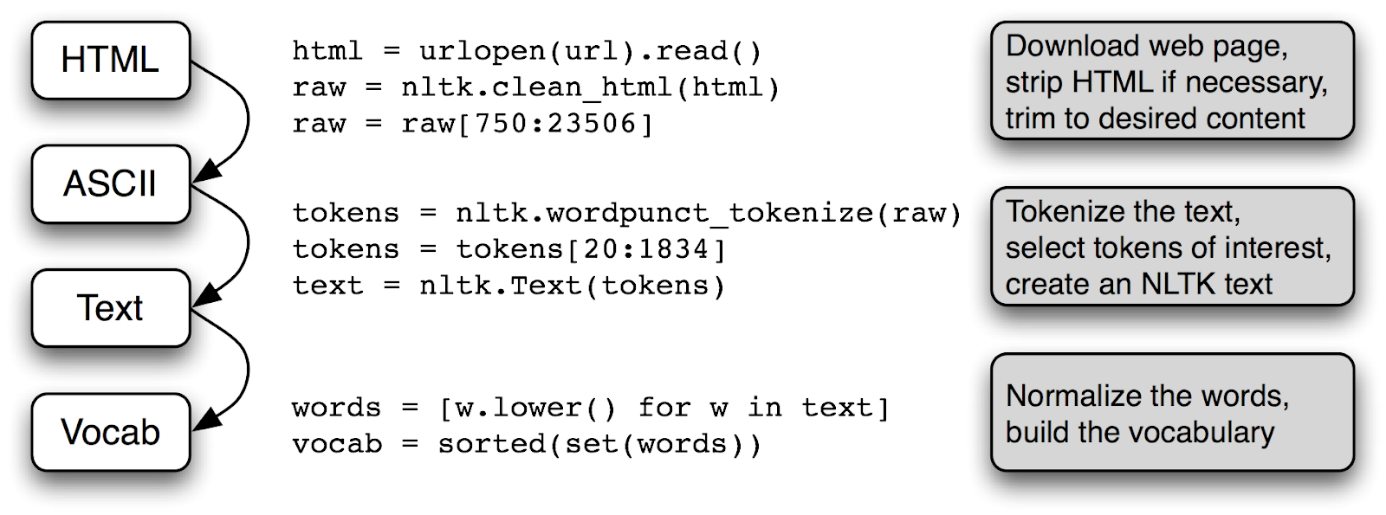 HTML
html = urlopen(url).read()
raw = nltk.clean_html(html)
raw = raw[750:23506]
Download web page,
strip HTML if necessary,
trim to desired content
ASCII
tokens = nltk.wordpunct_tokenize(raw)
tokens = tokens[20:1834]
text = nltk.Text(tokens)
Tokenize the text,
select tokens of interest,
create an NLTK text
Text
words = [w.lower() for w in text]
vocab = sorted(set(words))
Normalize the words,
build the vocabulary
Vocab